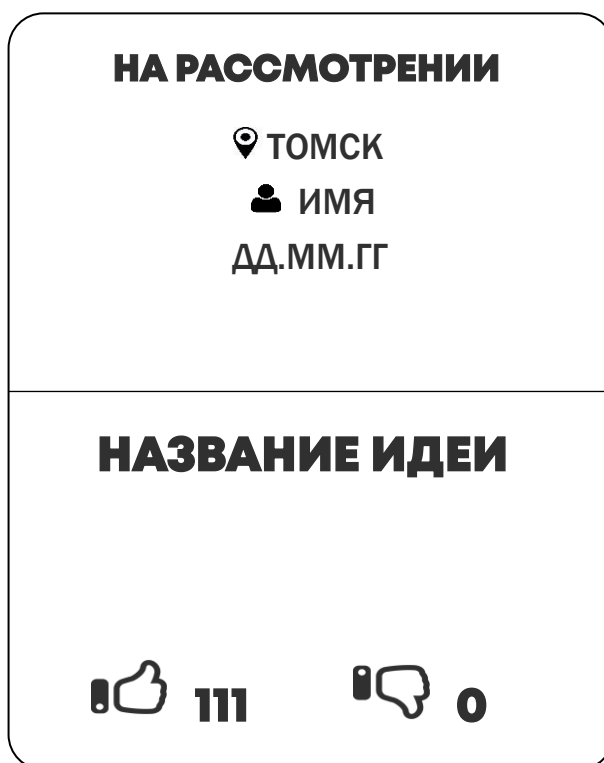 НА РАССМОТРЕНИИ
ТОМСК
ИМЯ
ДД.ММ.ГГ
НАЗВАНИЕ ИДЕИ
111 0